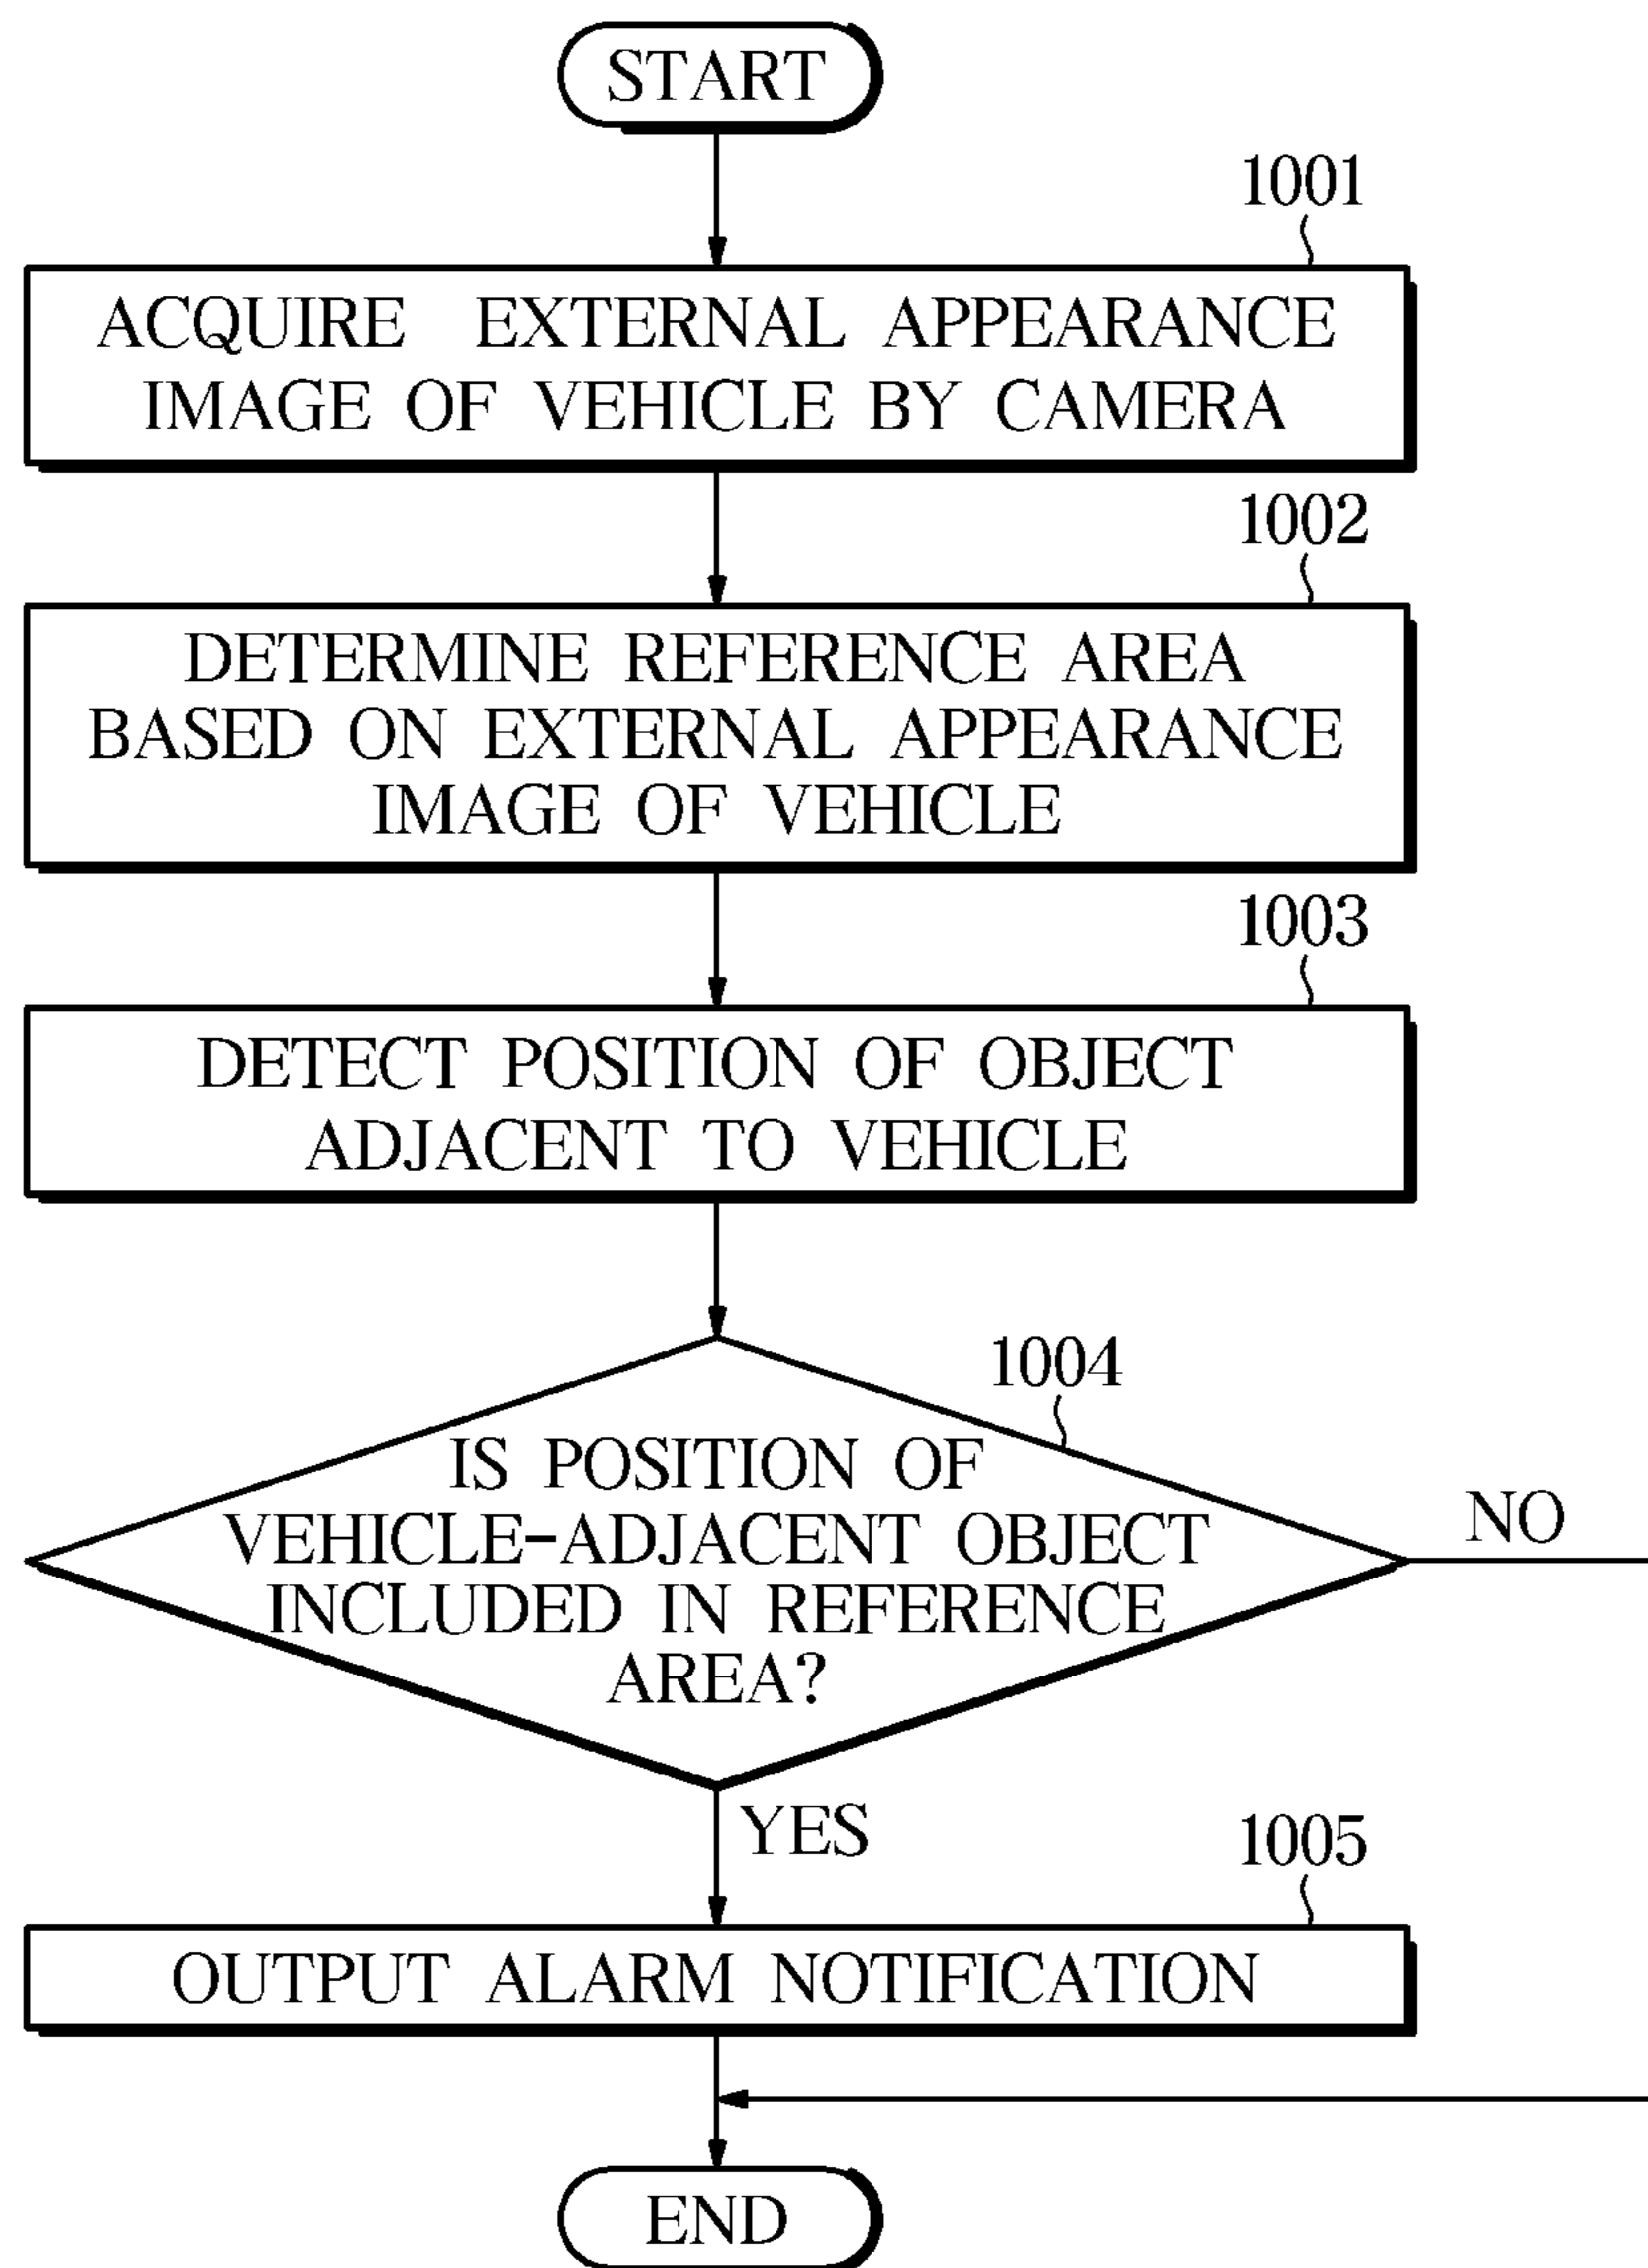 START
1001
ACQUIRE EXTERNAL APPEARANCE
IMAGE OF VEHICLE BY CAMERA
1002
DETERMINE REFERENCE AREA
BASED ON EXTERNAL APPEARANCE
IMAGE OF VEHICLE
1003
DETECT POSITION OF OBJECT
ADJACENT TO VEHICLE
1004
IS POSITION OF
VEHICLE-ADJACENT OBJECT
INCLUDED IN REFERENCE
AREA?
NO
YES
1005
OUTPUT ALARM NOTIFICATION
END